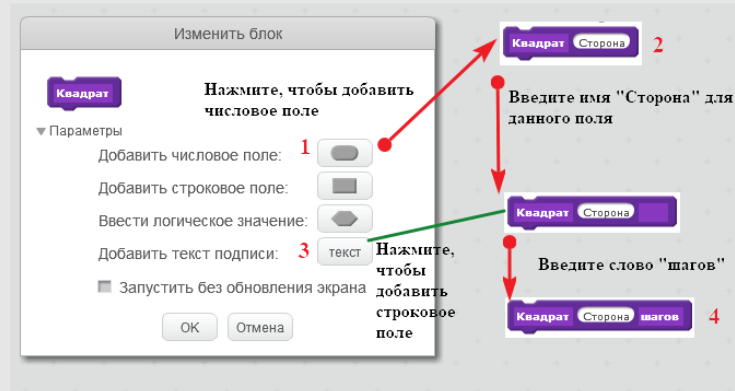 Изменить блок
Квадрат
Нажмите, чтобы добавить
числовое поле
Параметры
Добавить числовое поле: 1
Добавить строковое поле:
Ввести логическое значение:
Добавить текст подписи: 3 текст
Запустить без обновления экрана
OK Отмена
Нажмите,
чтобы
добавить
строковое
поле
Квадрат Сторона 2
Введите имя "Сторона" для
данного поля
Квадрат Сторона
Введите слово "шагов"
Квадрат Сторона шагов 4